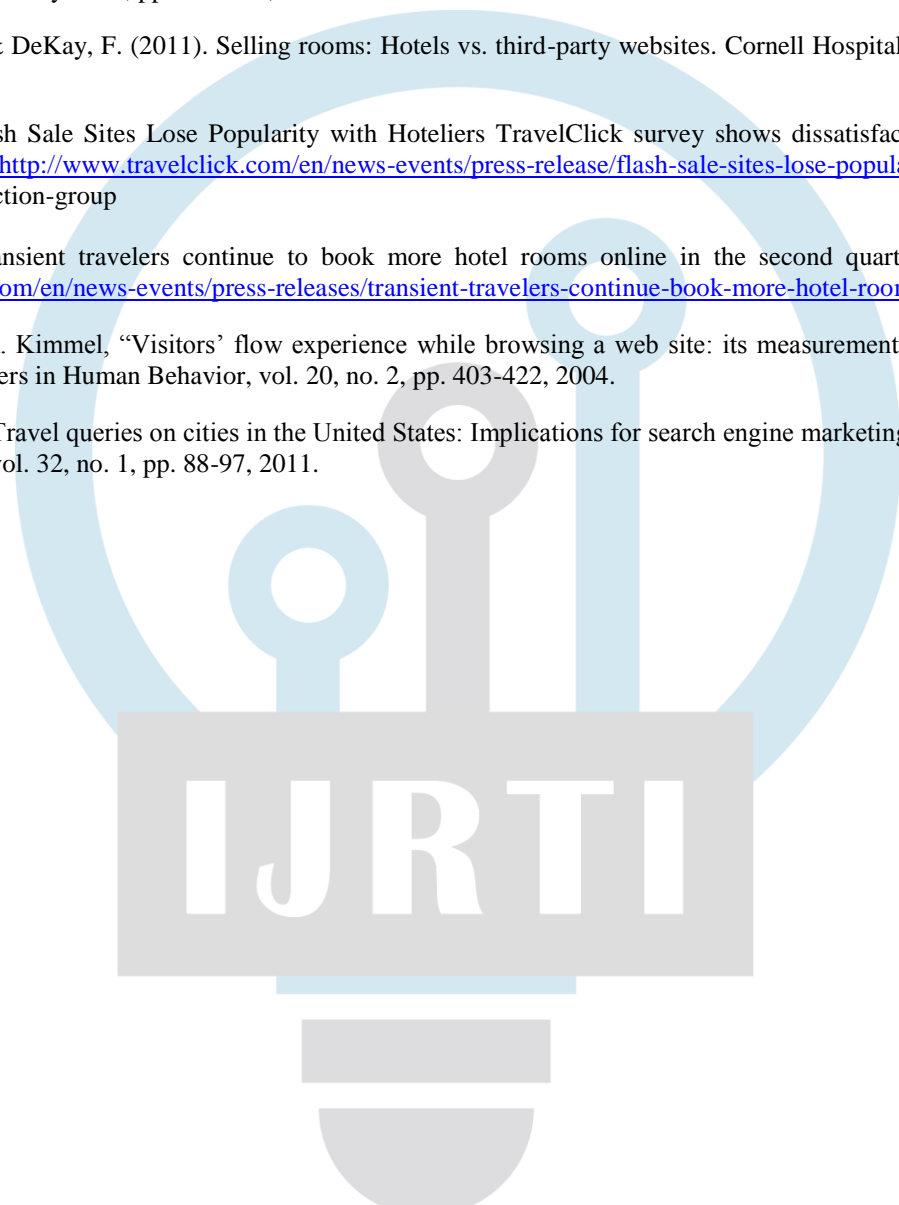 DeKay, F. (2011). Selling rooms: Hotels vs. third-party websites. Cornell Hospital
sh Sale Sites Lose Popularity with Hoteliers TravelClick survey shows dissatisfac
http://www.travelclick.com/en/news-events/press-release/flash-sale-sites-lose-popula
ction-group
ansient travelers continue to book more hotel rooms online in the second quart
om/en/news-events/press-releases/transient-travelers-continue-book-more-hotel-roon
. Kimmel, “Visitors’ flow experience while browsing a web site: its measurement
ers in Human Behavior, vol. 20, no. 2, pp. 403-422, 2004.
Travel queries on cities in the United States: Implications for search engine marketing
vol. 32, no. 1, pp. 88-97, 2011.
IJRTI